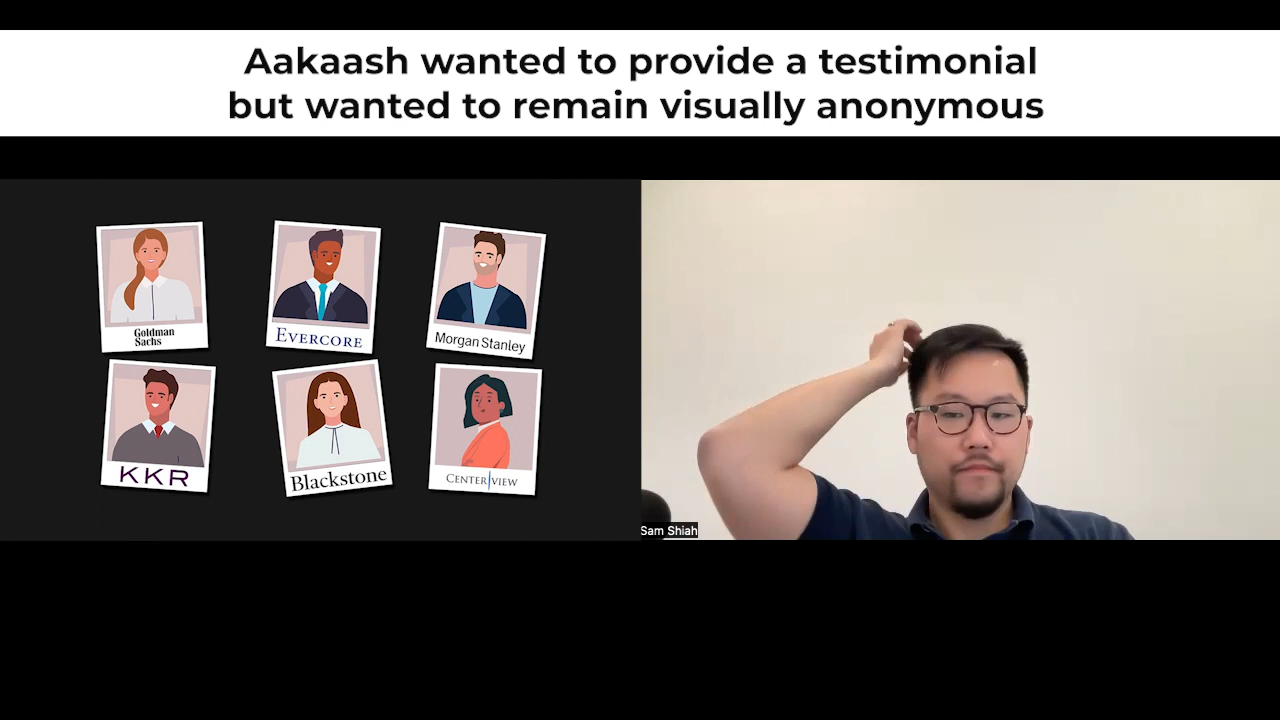 Aakaash wanted to provide a testimonial
but wanted to remain visually anonymous
Goldman
Sachs
EVERCORE
Morgan Stanley
KKR
Blackstone
CENTERVIEW
Sam Shiah